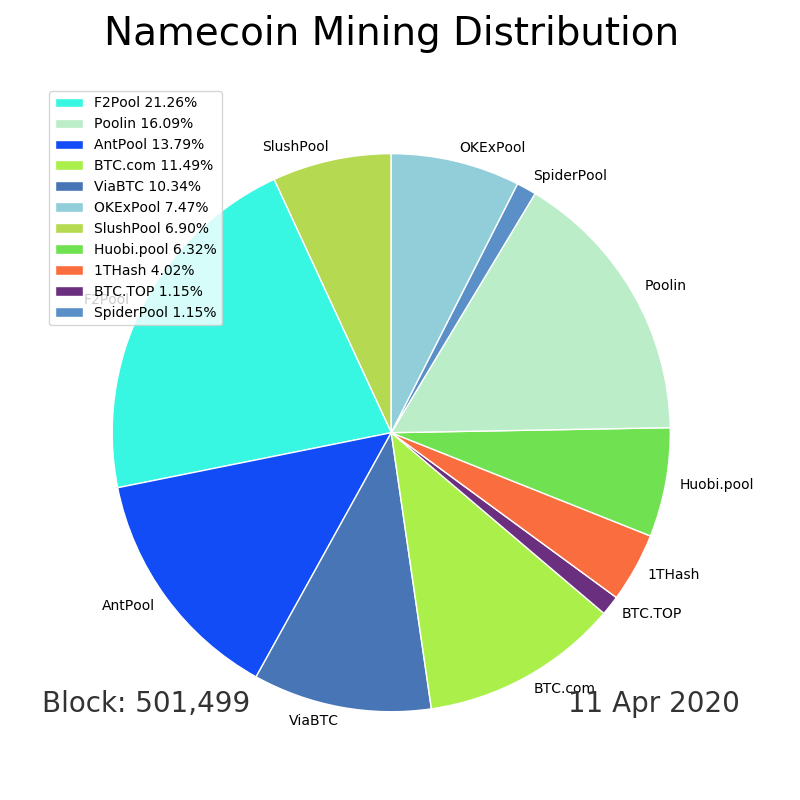 Namecoin Mining Distribution
F2Pool 21.26%
Poolin 16.09%
AntPool 13.79%
BTC.com 11.49%
ViaBTC 10.34%
OKExPool 7.47%
SlushPool 6.90%
Huobi.pool 6.32%
1THash 4.02%
BTC.TOP 1.15%
SpiderPool 1.15%
SlushPool
OKExPool
SpiderPool
Poolin
F2Pool
Huobi.pool
1THash
AntPool
BTC.TOP
BTC.com
ViaBTC
Block: 501,499
11 Apr 2020